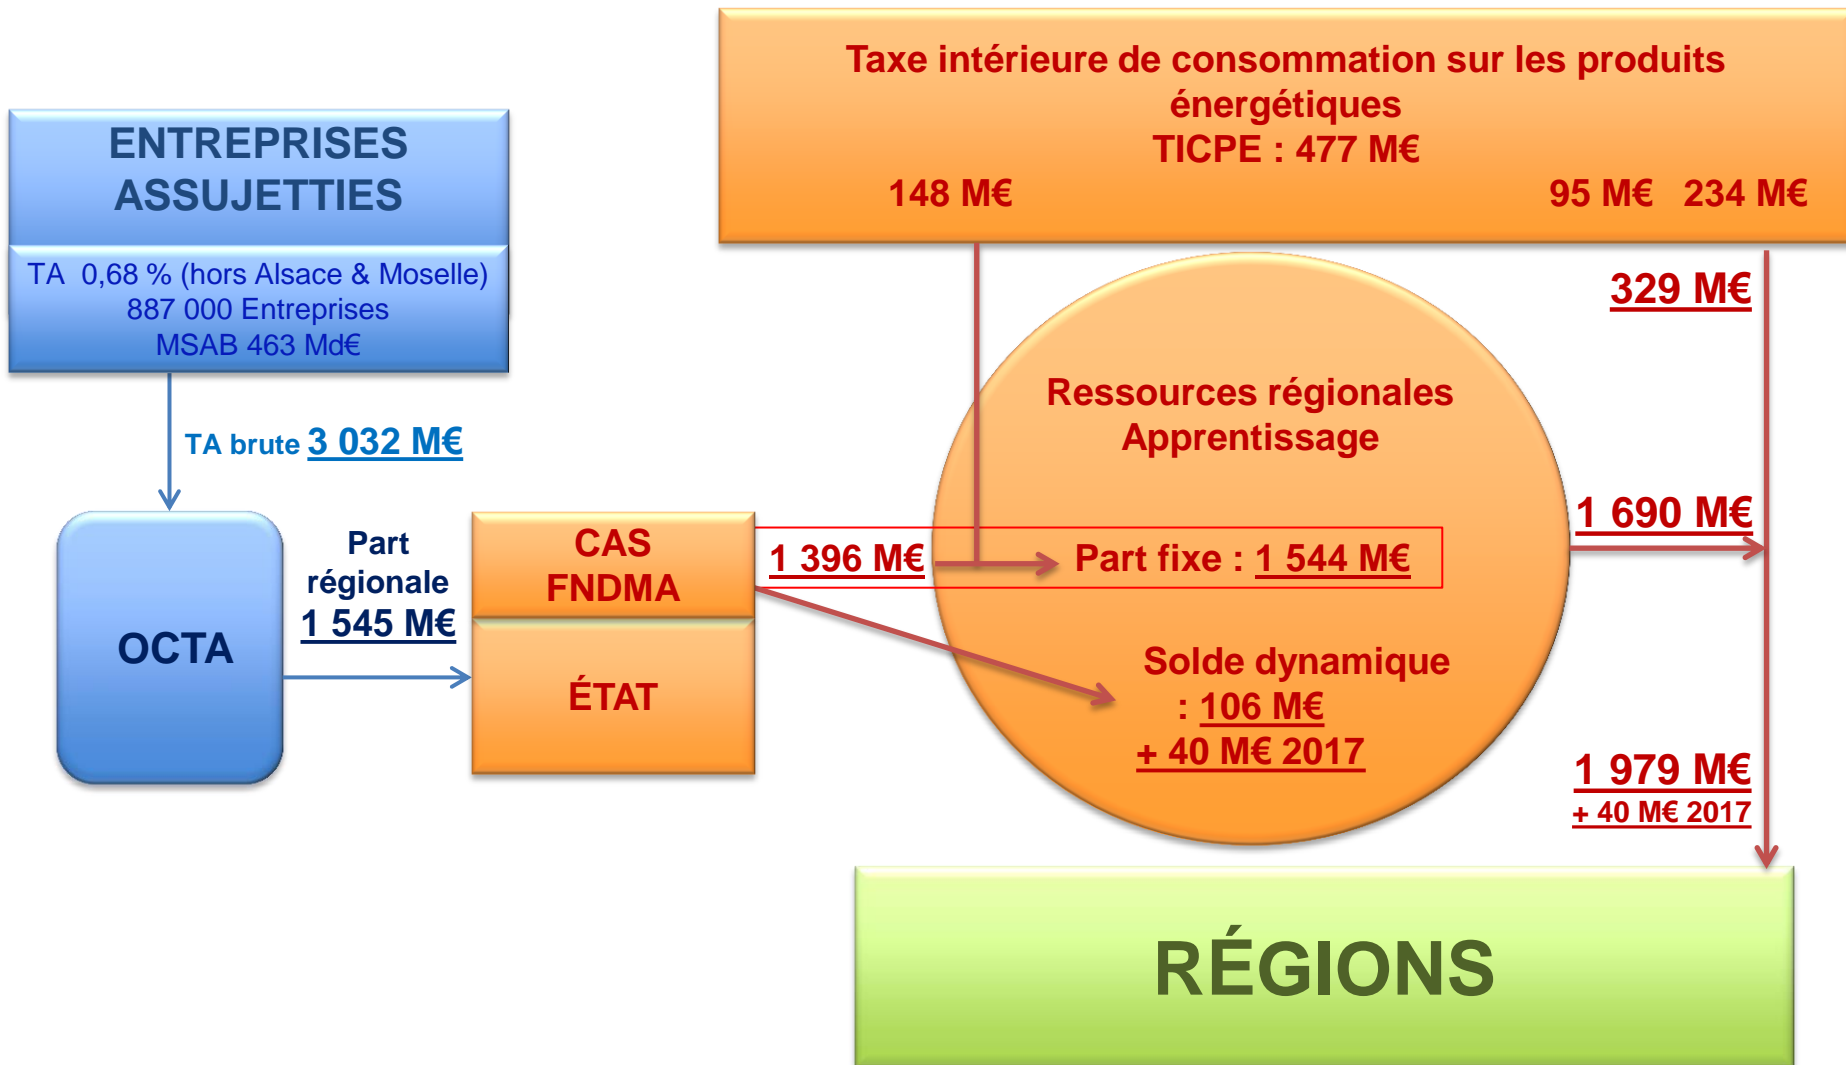 Taxe intérieure de consommation sur les produits
énergétiques
TICPE : 477 M€
148 M€
95 M€ 234 M€
ENTREPRISES
ASSUJETTIES
TA 0,68 % (hors Alsace & Moselle)
887 000 Entreprises
MSAB 463 Md€
TA brute 3 032 M€
OCTA
Part
régionale
1 545 M€
CAS
FNDMA
ÉTAT
1 396 M€
Ressources régionales
Apprentissage
Part fixe : 1 544 M€
Solde dynamique
: 106 M€
+ 40 M€ 2017
329 M€
1 690 M€
1 979 M€
+ 40 M€ 2017
RÉGIONS